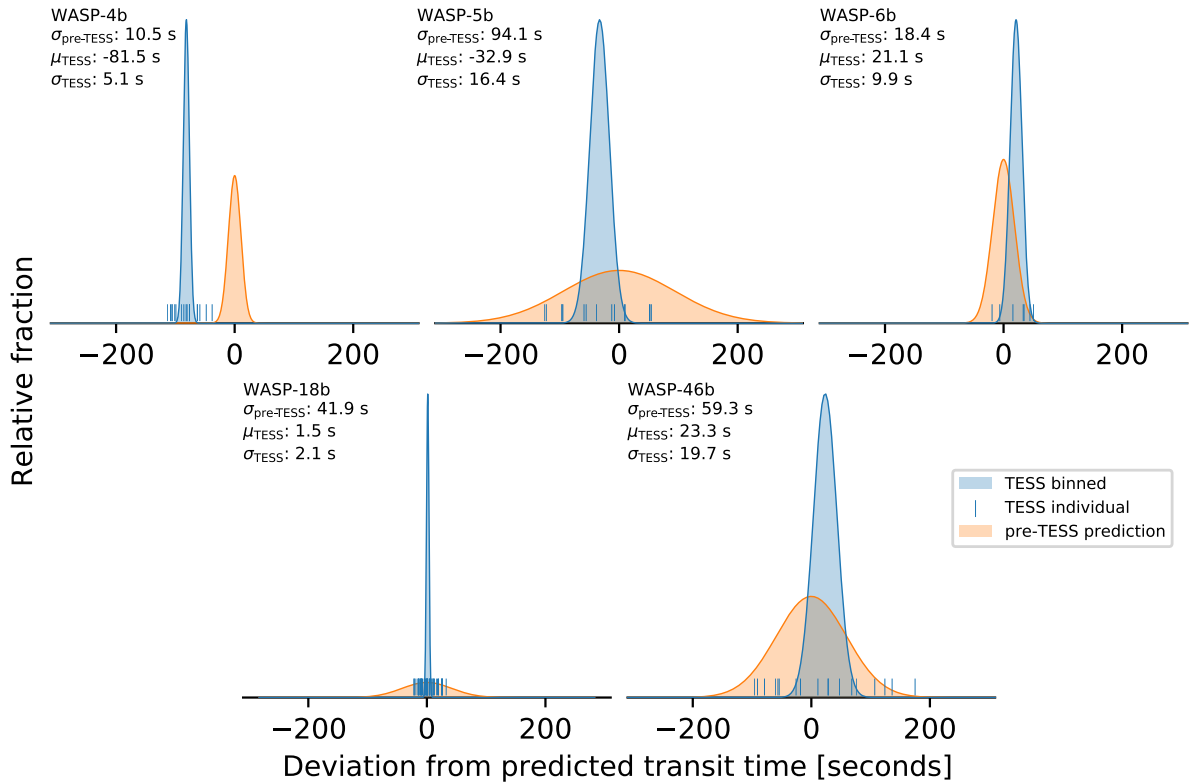 WASP-4b
σpre-TESS: 10.5 s
μTESS: -81.5 s
σTESS: 5.1 s
WASP-5b
σpre-TESS: 94.1 s
μTESS: -32.9 s
σTESS: 16.4 s
WASP-6b
σpre-TESS: 18.4 s
μTESS: 21.1 s
σTESS: 9.9 s
−200 0 200
−200 0 200
−200 0 200
Relative fraction
WASP-18b
σpre-TESS: 41.9 s
μTESS: 1.5 s
σTESS: 2.1 s
WASP-46b
σpre-TESS: 59.3 s
μTESS: 23.3 s
σTESS: 19.7 s
TESS binned
TESS individual
pre-TESS prediction
−200 0 200
−200 0 200
Deviation from predicted transit time [seconds]